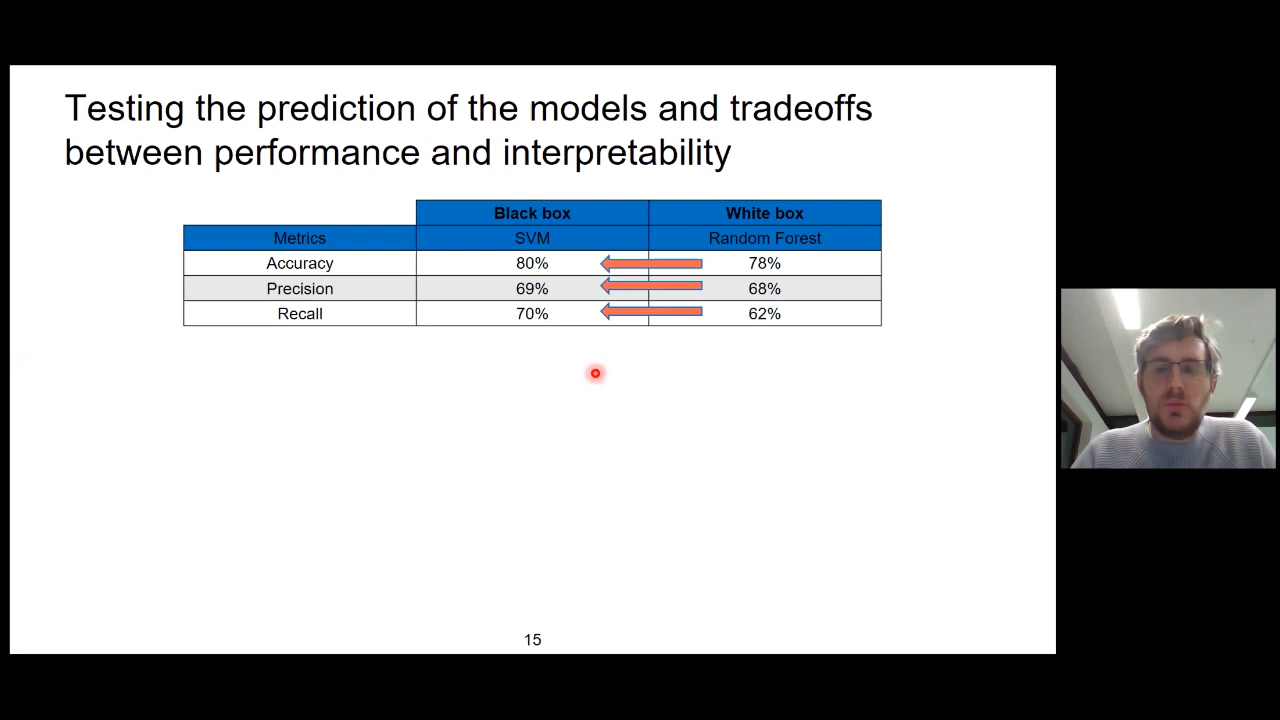 Testing the prediction of the models and tradeoffs
between performance and interpretability
Black box White box
Metrics SVM Random Forest
Accuracy 80% 78%
Precision 69% 68%
Recall 70% 62%
15